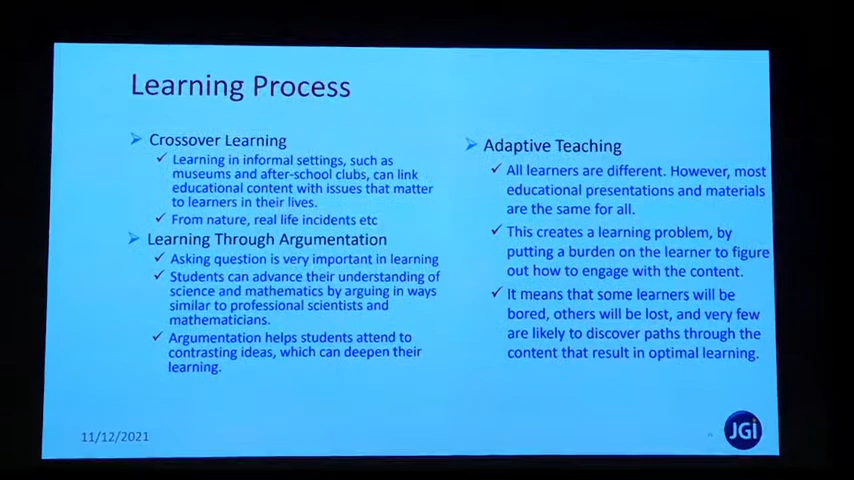 Learning Process
Crossover Learning
Learning in informal settings, such as
museums and after-school clubs, can link
educational content with issues that matter
to learners in their lives.
From nature, real life incidents etc
Learning Through Argumentation
Asking question is very important in learning
Students can advance their understanding of
science and mathematics by arguing in ways
similar to professional scientists and
mathematicians.
Argumentation helps students attend to
contrasting ideas, which can deepen their
learning.
Adaptive Teaching
All learners are different. However, most
educational presentations and materials
are the same for all.
This creates a learning problem, by
putting a burden on the learner to figure
out how to engage with the content.
It means that some learners will be
bored, others will be lost, and very few
are likely to discover paths through the
content that result in optimal learning.
11/12/2021
JGi